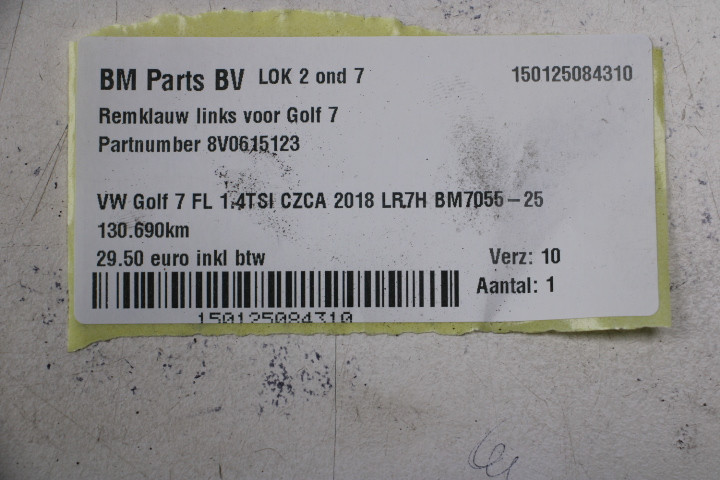 BM Parts BV LOK 2 ond 7 150125084310
Remklauw links voor Golf 7
Partnumber 8V0615123
VW Golf 7 FL 1.4TSI CZCA 2018 LR7H BM7055-25
130.690km
29.50 euro inkl btw Verz: 10
Aantal: 1
150125084310